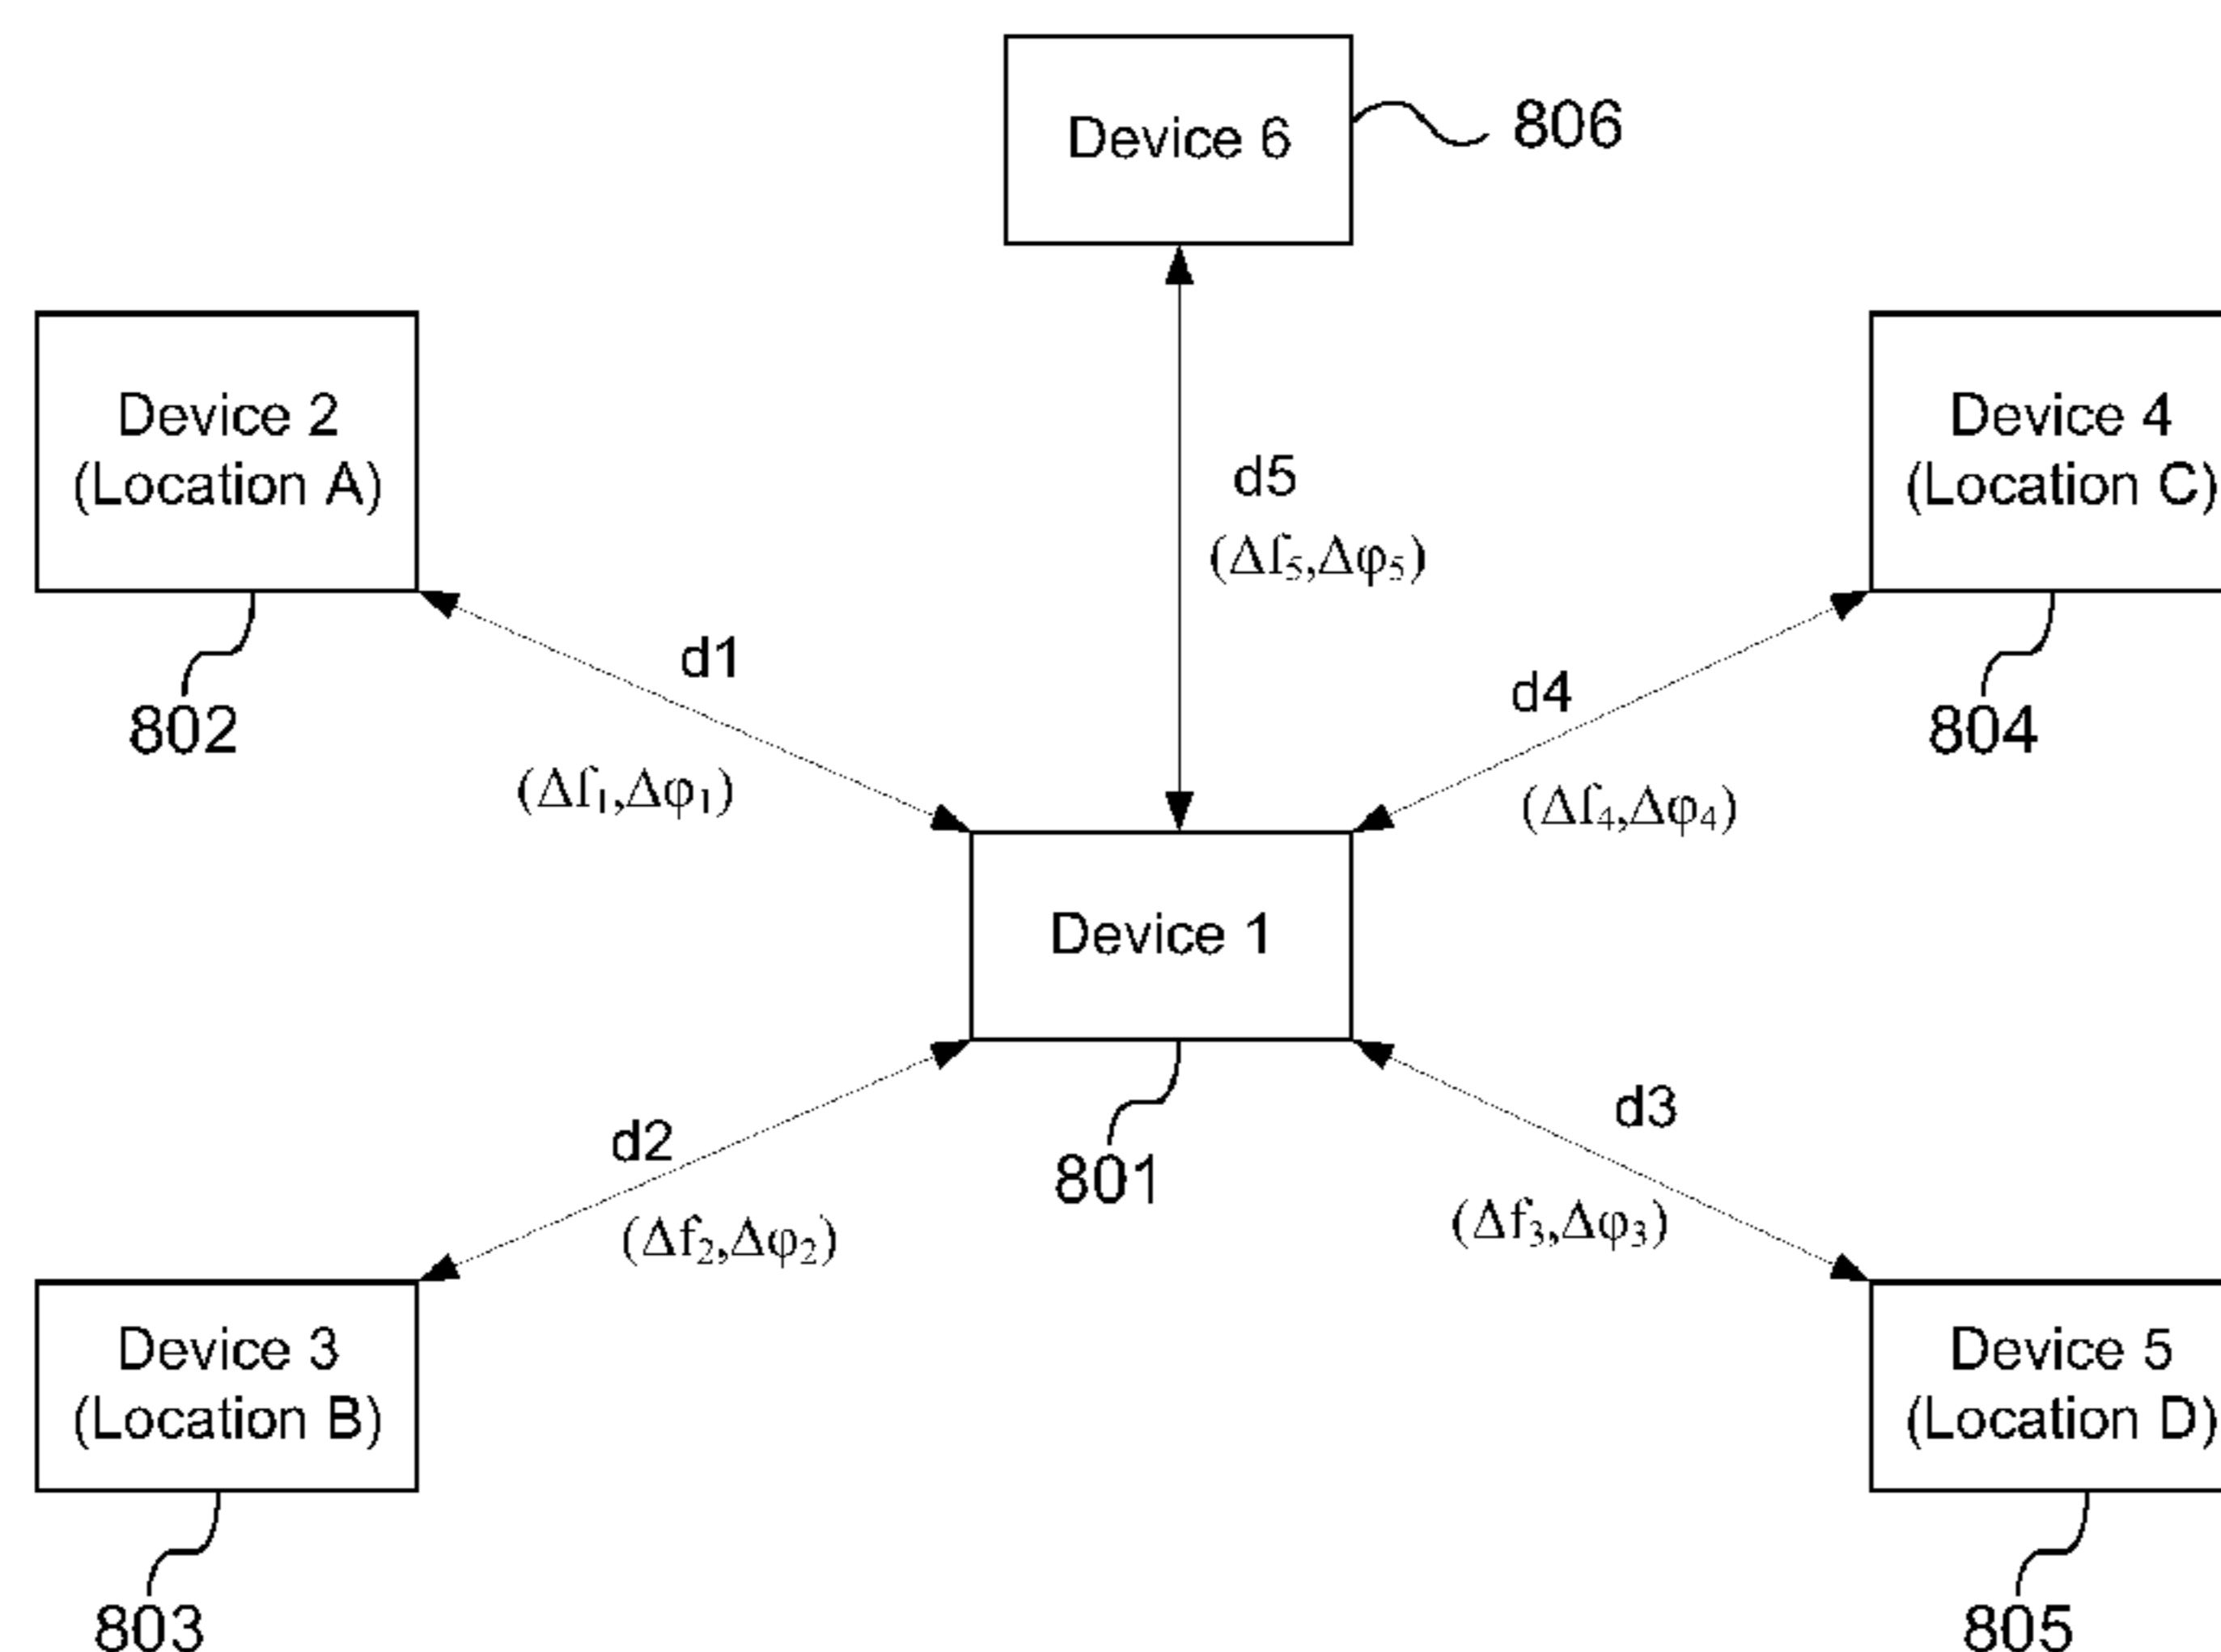 Device 6
806
Device 2
(Location A)
802
Device 4
(Location C)
804
d5
(Δf₅,Δφ₅)
d1
(Δf₁,Δφ₁)
d4
(Δf₄,Δφ₄)
Device 1
801
d2
(Δf₂,Δφ₂)
d3
(Δf₃,Δφ₃)
Device 3
(Location B)
803
Device 5
(Location D)
805